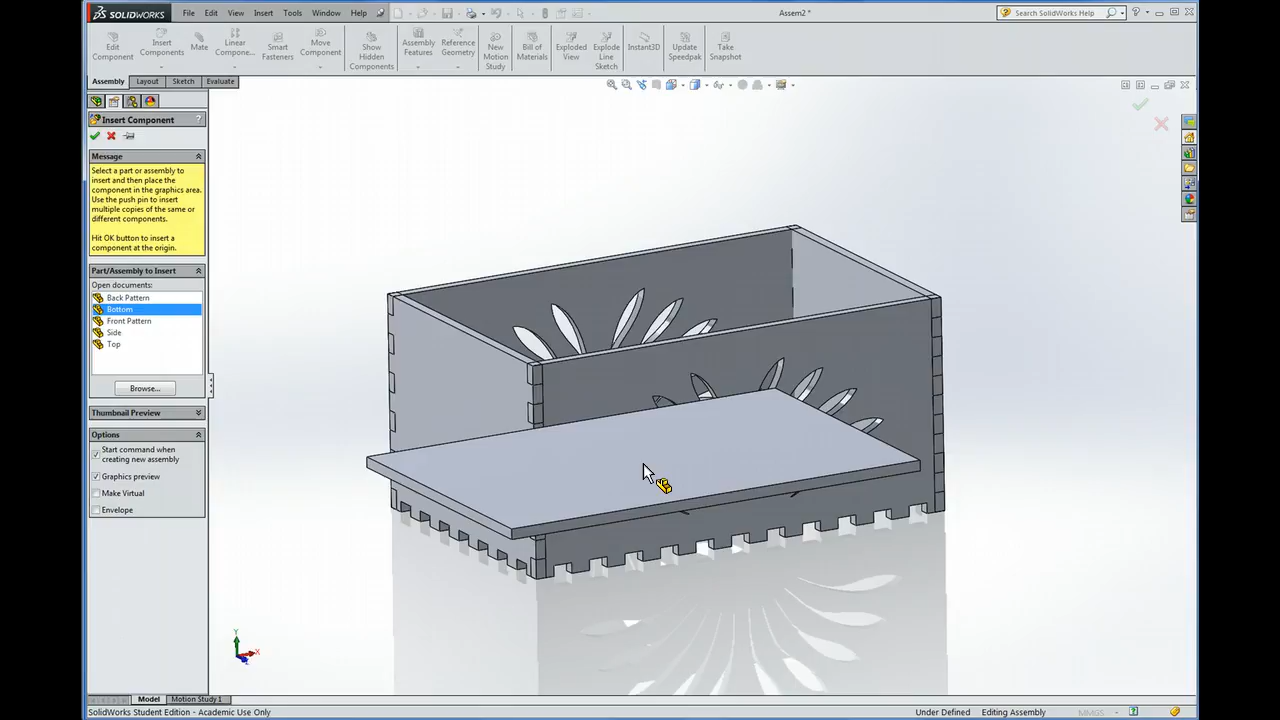 SOLIDWORKS File Edit View Insert Tools Window Help Assem2 * Search SolidWorks Help
Edit Component
Insert Components
Mate
Linear Compone...
Smart Fasteners
Move Component
Show Hidden Components
Assembly Features
Reference Geometry
New Motion Study
Bill of Materials
Exploded View
Explode Line Sketch
Instant3D
Update Speedpak
Take Snapshot
Assembly Layout Sketch Evaluate
Insert Component ?
Message
Select a part or assembly to
insert and then place the
component in the graphics area.
Use the push pin to insert
multiple copies of the same or
different components.
Hit OK button to insert a
component at the origin.
Part/Assembly to Insert
Open documents:
Back Pattern
Bottom
Front Pattern
Side
Top
Browse...
Thumbnail Preview
Options
Start command when
creating new assembly
Graphics preview
Make Virtual
Envelope
Y
X
Model Motion Study 1
SolidWorks Student Edition - Academic Use Only Under Defined Editing Assembly MMGS